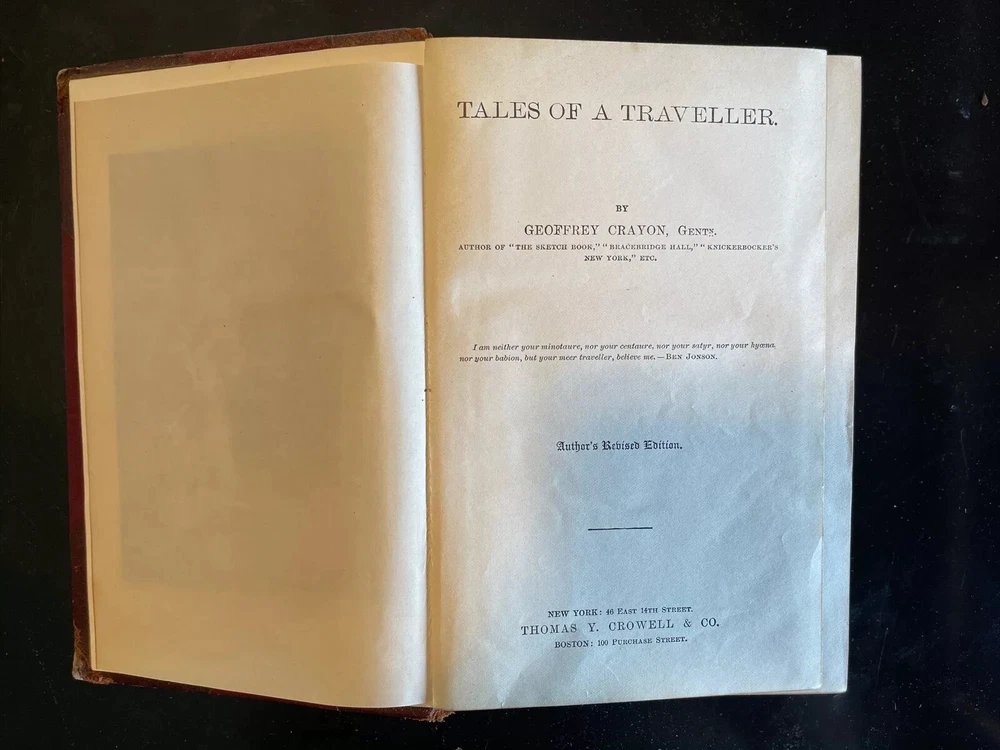 TALES OF A TRAVELLER.
BY
GEOFFREY CRAYON, GENTN.
AUTHOR OF "THE SKETCH BOOK," "BRACEBRIDGE HALL," "KNICKERBOCKER'S
NEW YORK," ETC.
I am neither your minotaure, nor your centaure, nor your satyr, nor your hyæna,
nor your babion, but your meer traveller, believe me. — BEN JONSON.
Author's Revised Edition.
NEW YORK: 46 EAST 14TH STREET.
THOMAS Y. CROWELL & CO.
BOSTON: 100 PURCHASE STREET.